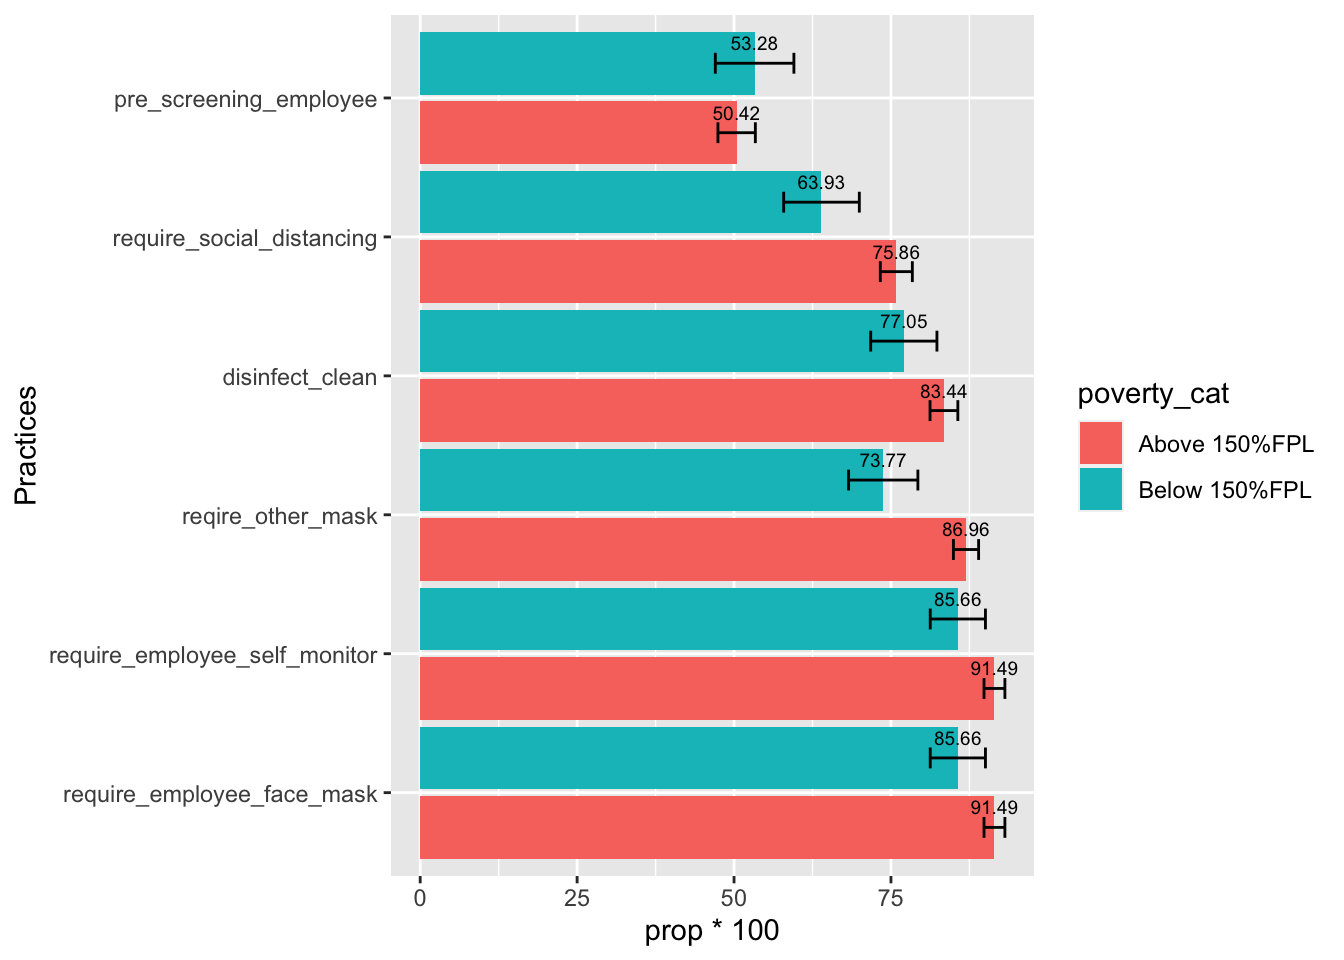 53.28
pre_screening_employee
50.42
63.93
require_social_distancing
75.86
77.05
disinfect_clean
83.44
73.77
reqire_other_mask
86.96
85.66
require_employee_self_monitor
91.49
85.66
require_employee_face_mask
91.49
0 25 50 75
prop * 100
Practices
poverty_cat
Above 150%FPL
Below 150%FPL